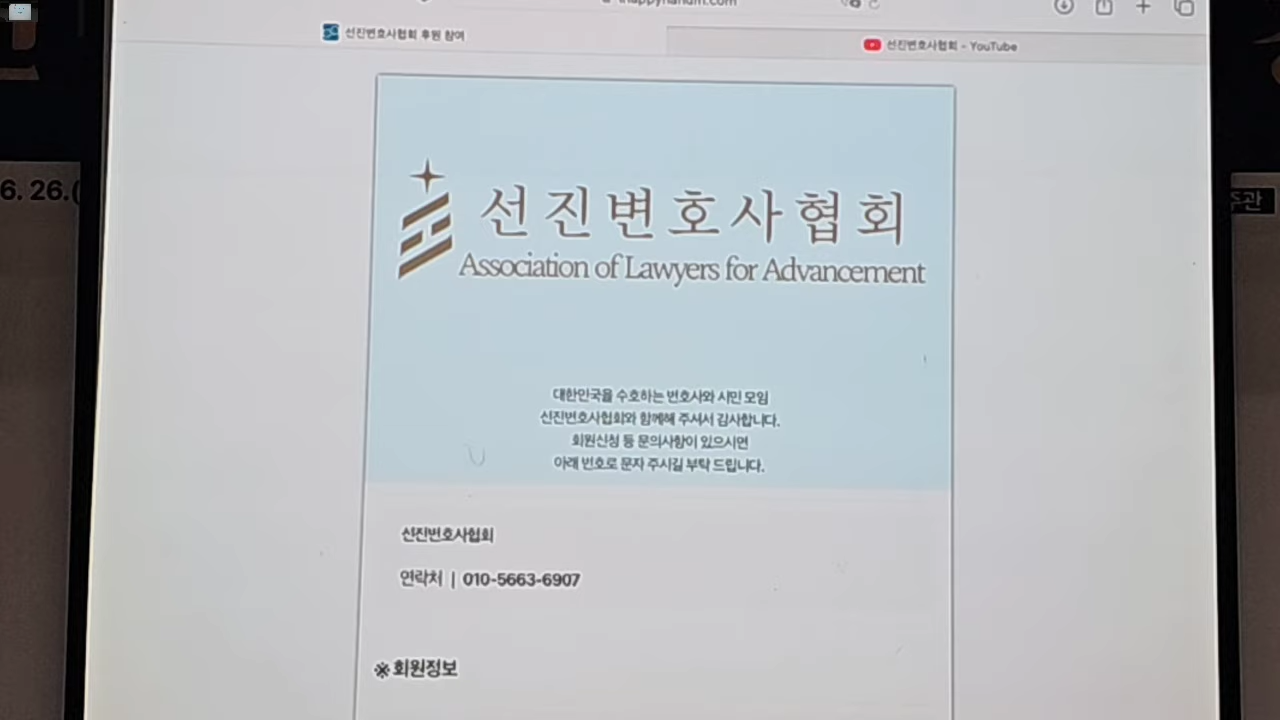 선진변호사협회 후원 참여
선진변호사협회 - YouTube
6. 26.(
주관
선진변호사협회
Association of Lawyers for Advancement
대한민국을 수호하는 변호사와 시민 모임
선진변호사협회와 함께해 주셔서 감사합니다.
회원신청 등 문의사항이 있으시면
아래 번호로 문자 주시길 부탁 드립니다.
선진변호사협회
연락처 | 010-5663-6907
※ 회원정보